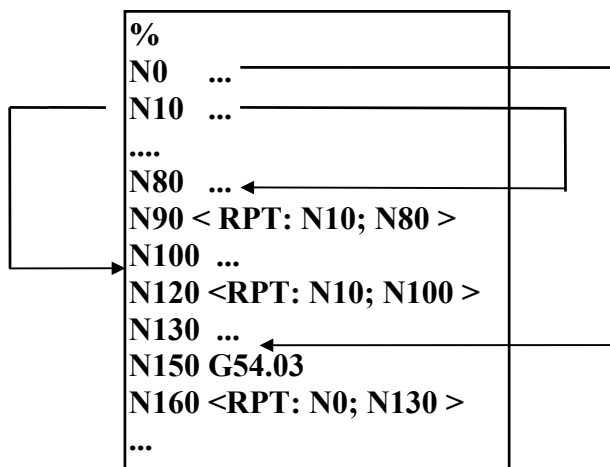 %
N0 ...
N10 ...
....
N80 ...
N90 < RPT: N10; N80 >
N100 ...
N120 <RPT: N10; N100 >
N130 ...
N150 G54.03
N160 <RPT: N0; N130 >
...